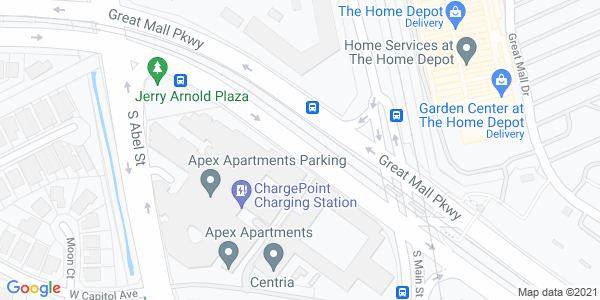 Great Mall Pkwy
The Home Depot
Delivery
Home Services at
The Home Depot
Great Mall Dr
Jerry Arnold Plaza
Garden Center at
The Home Depot
Delivery
S Abel St
Apex Apartments Parking
Great Mall Pkwy
ChargePoint
Charging Station
Apex Apartments
Centria
Moon Ct
W Capitol Ave
S Main St
Google
Map data ©2021